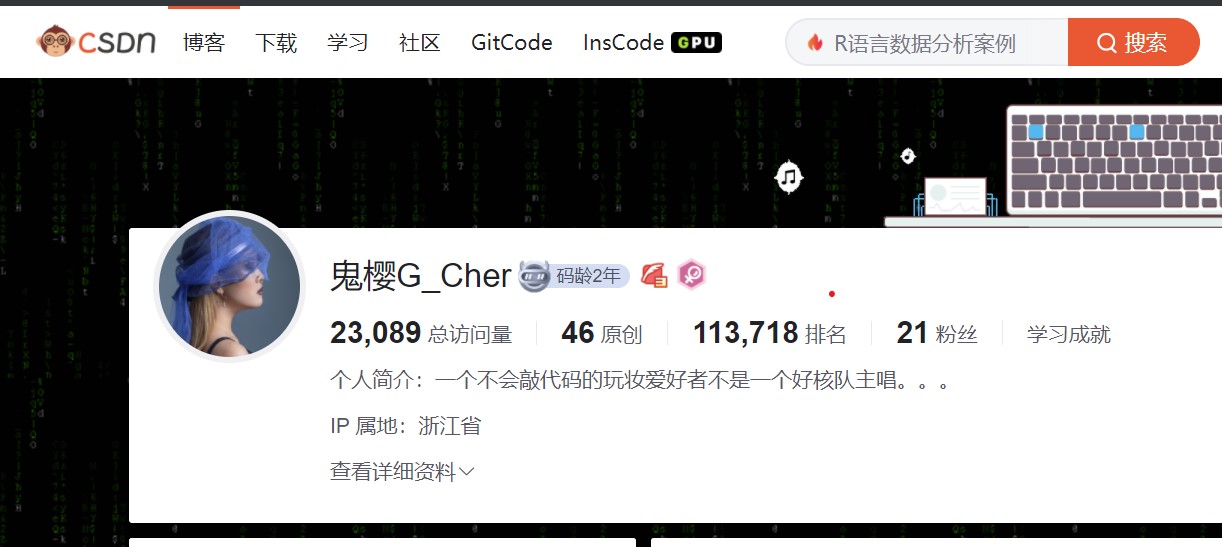 CSDN 博客 下载 学习 社区 GitCode InsCode GPU R语言数据分析案例 搜索
鬼樱G_Cher 码龄2年
23,089 总访问量 46 原创 113,718 排名 21 粉丝 学习成就
个人简介：一个不会敲代码的玩妆爱好者不是一个好核队主唱。。。
IP 属地：浙江省
查看详细资料